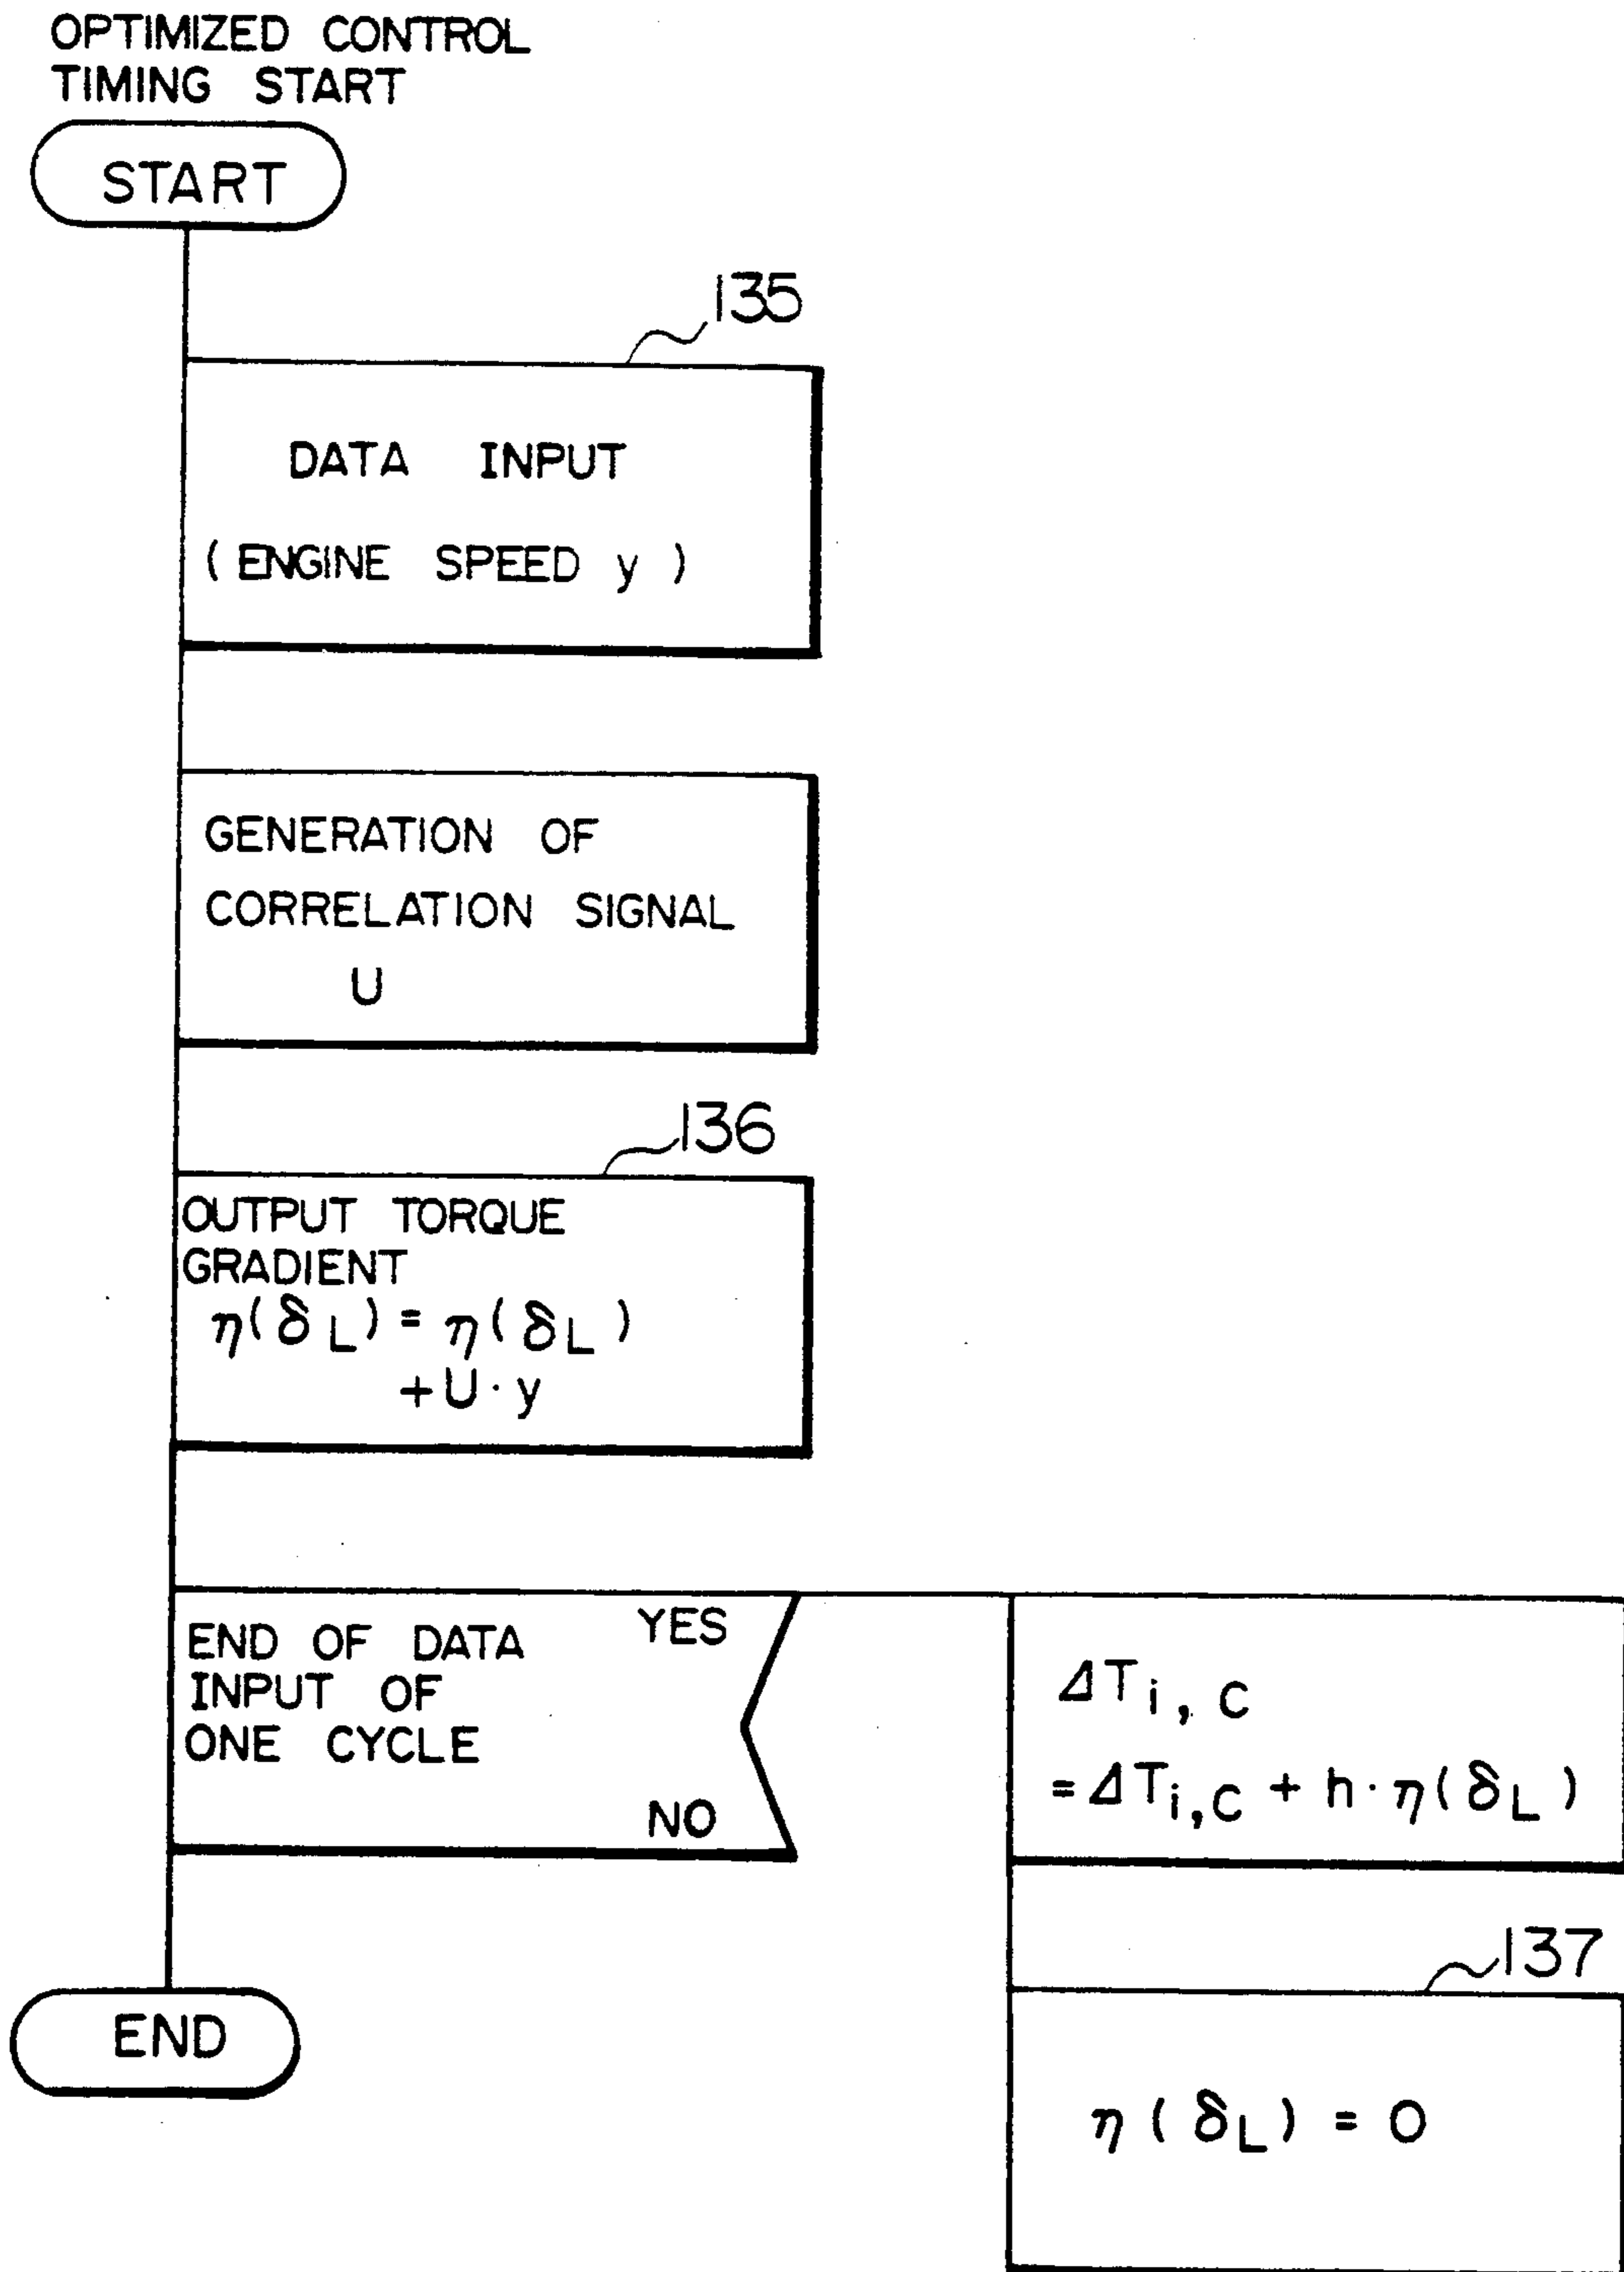 OPTIMIZED CONTROL
TIMING START
START
135
DATA INPUT
( ENGINE SPEED y )
GENERATION OF
CORRELATION SIGNAL
U
136
OUTPUT TORQUE
GRADIENT
η(δL) = η(δL)
+U·y
END OF DATA
INPUT OF
ONE CYCLE
YES
NO
ΔTi,C
=ΔTi,C + h·η(δL)
137
η(δL) = 0
END